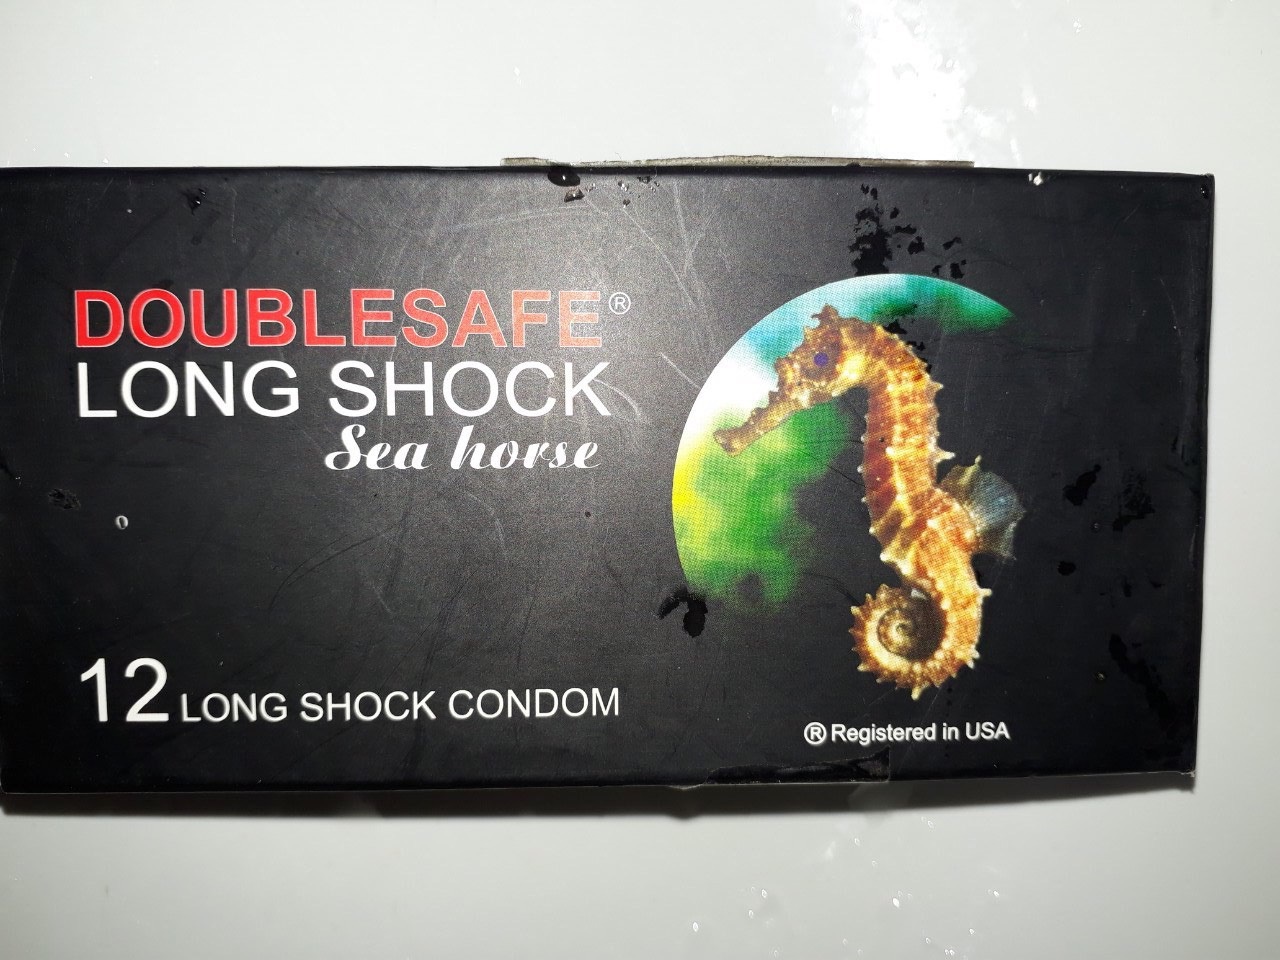 DOUBLESAFE®
LONG SHOCK
Sea horse
12 LONG SHOCK CONDOM
® Registered in USA